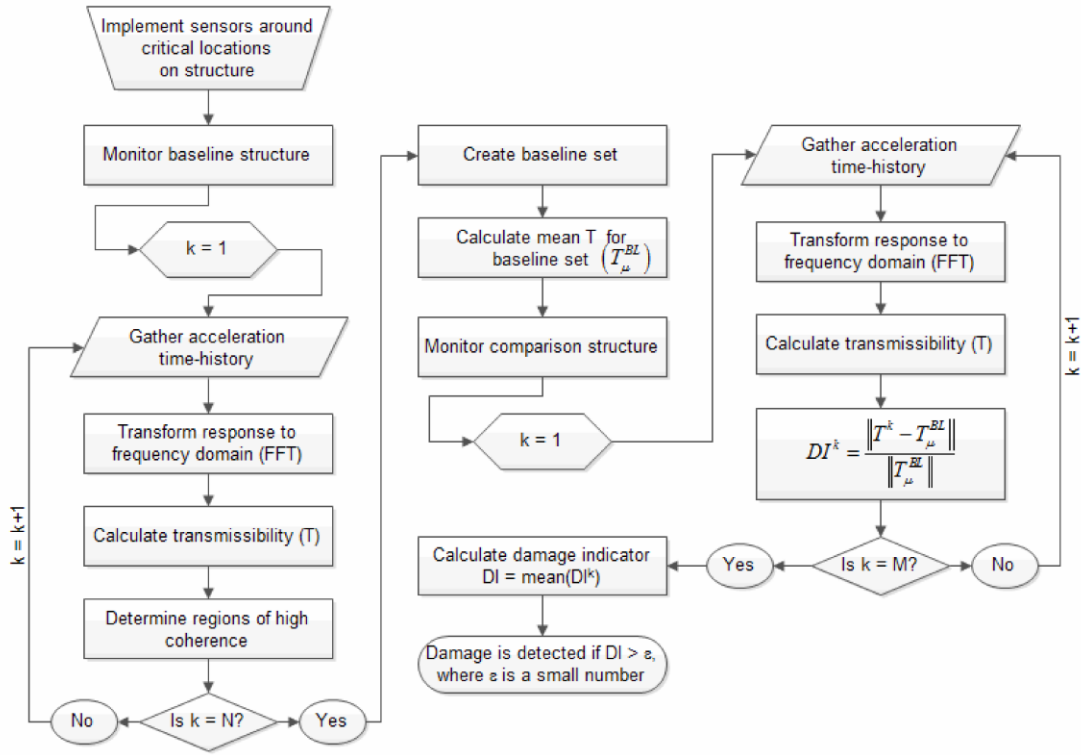 Implement sensors around
critical locations
on structure
Monitor baseline structure
k = 1
Gather acceleration
time-history
Transform response to
frequency domain (FFT)
Calculate transmissibility (T)
Determine regions of high
coherence
Is k = N?
No
Yes
k = k+1
Create baseline set
Calculate mean T for
baseline set (T_μ^BL)
Monitor comparison structure
k = 1
Gather acceleration
time-history
Transform response to
frequency domain (FFT)
Calculate transmissibility (T)
DI^k = ‖T^k − T_μ^BL‖ / ‖T_μ^BL‖
Is k = M?
No
Yes
k = k+1
Calculate damage indicator
DI = mean(DI^k)
Damage is detected if DI > ε,
where ε is a small number